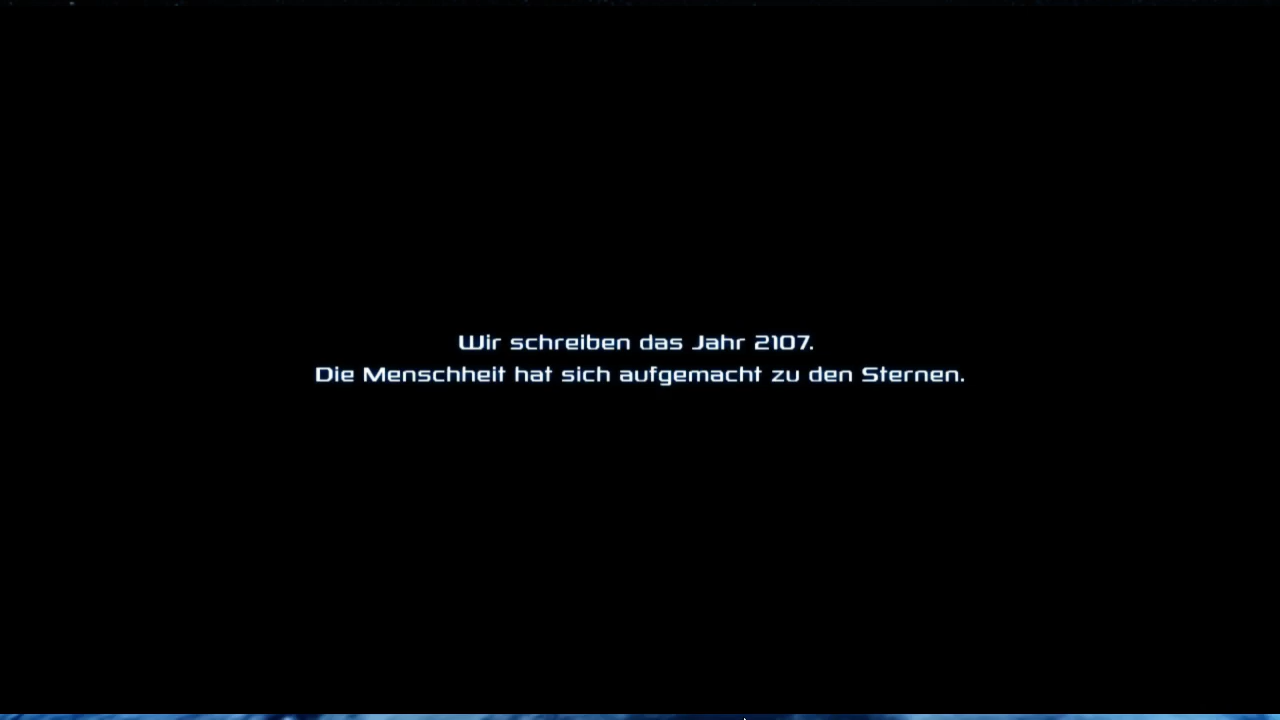 Wir schreiben das Jahr 2107.
Die Menschheit hat sich aufgemacht zu den Sternen.